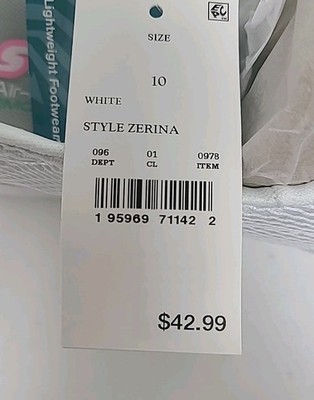 SIZE
10
WHITE
STYLE ZERINA
096 01 0978
DEPT CL ITEM
1 95969 71142 2
$42.99
Lightweight Footwear
S
Air-